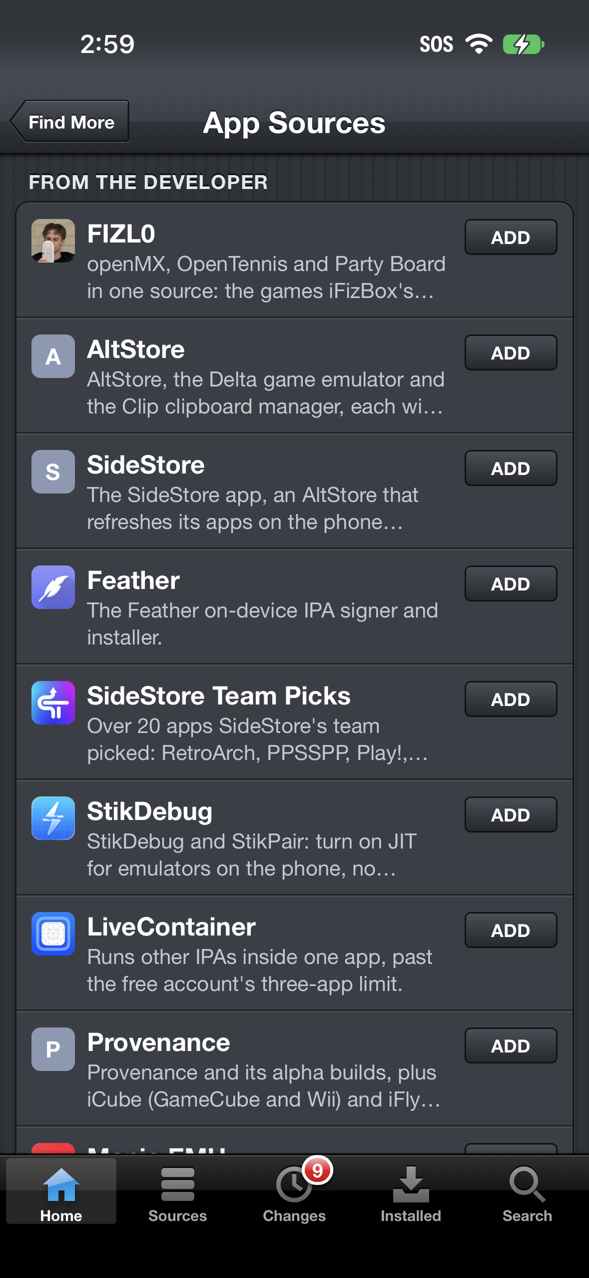 2:59
SOS
Find More
App Sources
FROM THE DEVELOPER
FIZL0
ADD
openMX, OpenTennis and Party Board
in one source: the games iFizBox's...
A
AltStore
ADD
AltStore, the Delta game emulator and
the Clip clipboard manager, each wi...
S
SideStore
ADD
The SideStore app, an AltStore that
refreshes its apps on the phone...
Feather
ADD
The Feather on-device IPA signer and
installer.
SideStore Team Picks
ADD
Over 20 apps SideStore's team
picked: RetroArch, PPSSPP, Play!,...
StikDebug
ADD
StikDebug and StikPair: turn on JIT
for emulators on the phone, no...
LiveContainer
ADD
Runs other IPAs inside one app, past
the free account's three-app limit.
P
Provenance
ADD
Provenance and its alpha builds, plus
iCube (GameCube and Wii) and iFly...
9
Home
Sources
Changes
Installed
Search